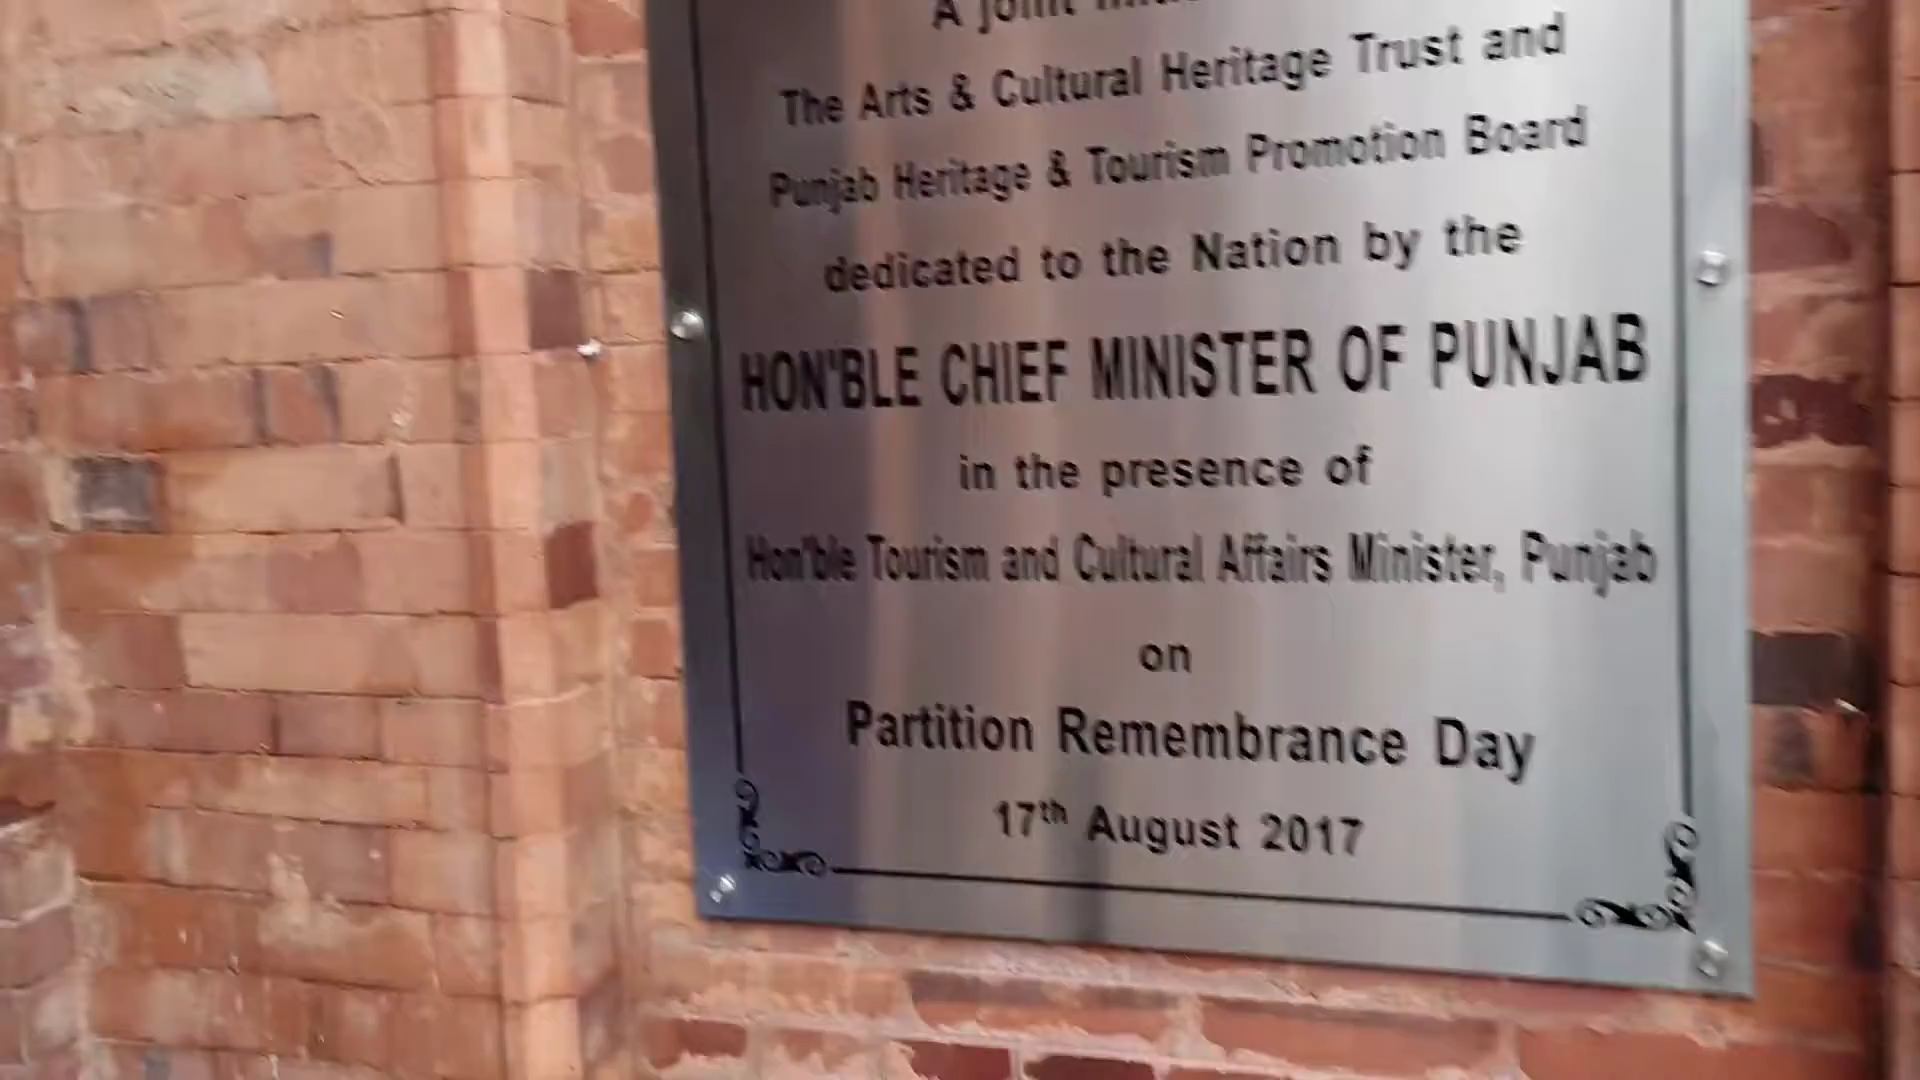 A joint
The Arts & Cultural Heritage Trust and
Punjab Heritage & Tourism Promotion Board
dedicated to the Nation by the
HON'BLE CHIEF MINISTER OF PUNJAB
in the presence of
Hon'ble Tourism and Cultural Affairs Minister, Punjab
on
Partition Remembrance Day
17th August 2017